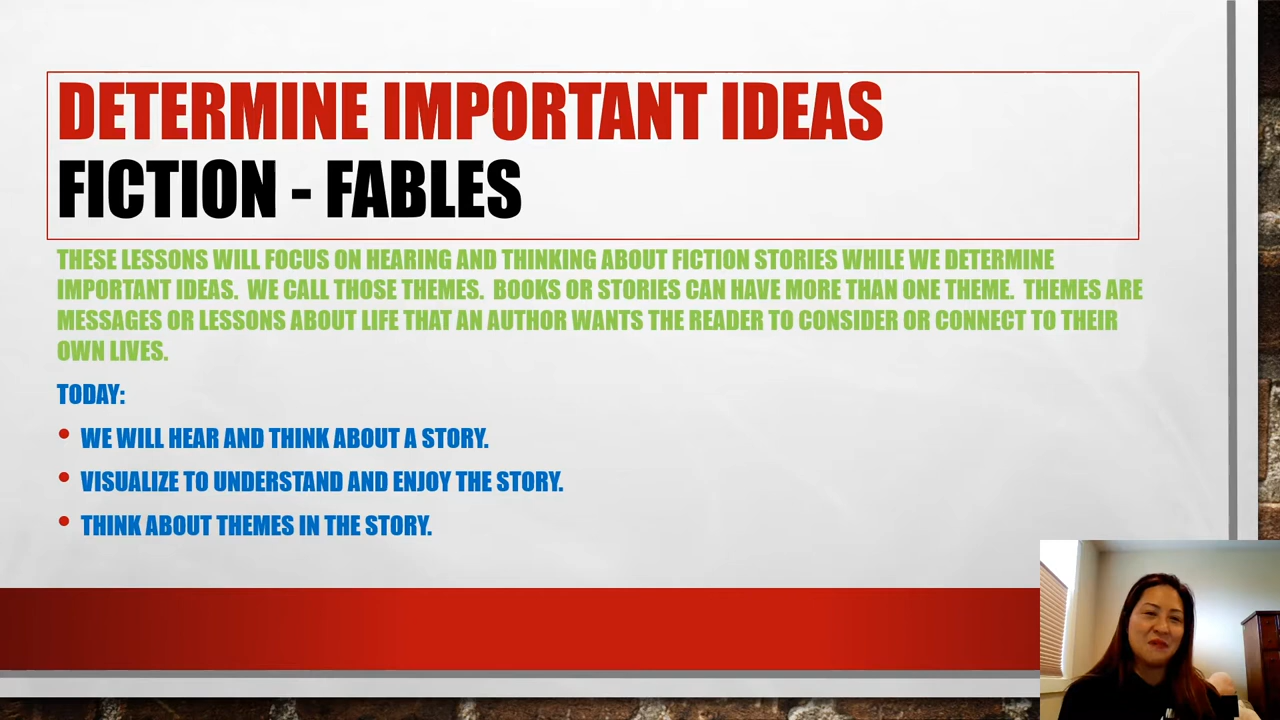 DETERMINE IMPORTANT IDEAS
FICTION - FABLES
THESE LESSONS WILL FOCUS ON HEARING AND THINKING ABOUT FICTION STORIES WHILE WE DETERMINE
IMPORTANT IDEAS. WE CALL THOSE THEMES. BOOKS OR STORIES CAN HAVE MORE THAN ONE THEME. THEMES ARE
MESSAGES OR LESSONS ABOUT LIFE THAT AN AUTHOR WANTS THE READER TO CONSIDER OR CONNECT TO THEIR
OWN LIVES.
TODAY:
• WE WILL HEAR AND THINK ABOUT A STORY.
• VISUALIZE TO UNDERSTAND AND ENJOY THE STORY.
• THINK ABOUT THEMES IN THE STORY.